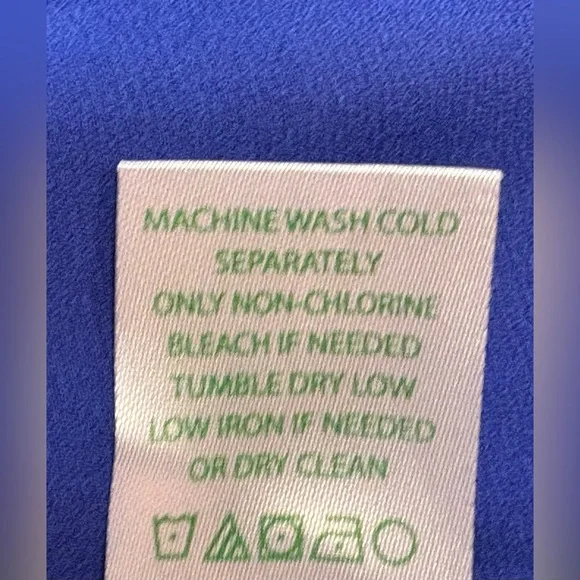 MACHINE WASH COLD
SEPARATELY
ONLY NON-CHLORINE
BLEACH IF NEEDED
TUMBLE DRY LOW
LOW IRON IF NEEDED
OR DRY CLEAN